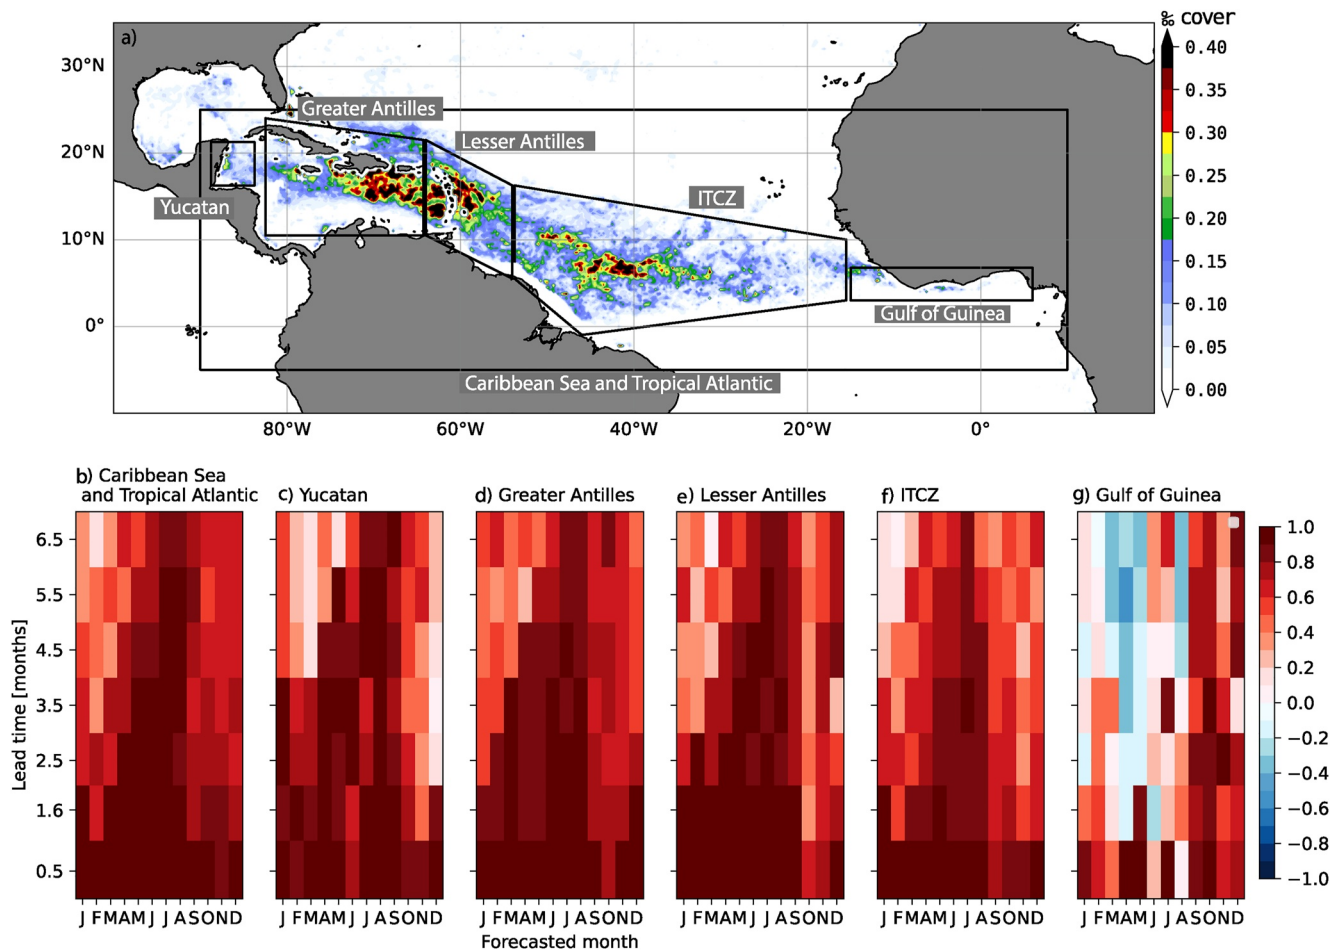 ‰ cover
a)
0.40
0.35
0.30
0.25
0.20
0.15
0.10
0.05
0.00
30°N
20°N
10°N
0°
Greater Antilles
Lesser Antilles
ITCZ
Yucatan
Gulf of Guinea
Caribbean Sea and Tropical Atlantic
80°W 60°W 40°W 20°W 0°
b) Caribbean Sea
and Tropical Atlantic
c) Yucatan
d) Greater Antilles
e) Lesser Antilles
f) ITCZ
g) Gulf of Guinea
Lead time [months]
6.5
5.5
4.5
3.5
2.5
1.6
0.5
1.0
0.8
0.6
0.4
0.2
0.0
−0.2
−0.4
−0.6
−0.8
−1.0
J F M A M J J A S O N D
J F M A M J J A S O N D
J F M A M J J A S O N D
J F M A M J J A S O N D
J F M A M J J A S O N D
J F M A M J J A S O N D
Forecasted month